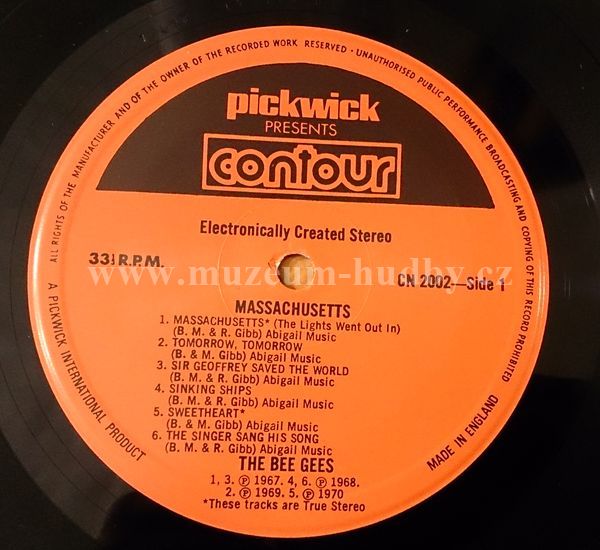 ALL RIGHTS OF THE MANUFACTURER AND OF THE OWNER OF THE RECORDED WORK RESERVED · UNAUTHORISED PUBLIC PERFORMANCE BROADCASTING AND COPYING OF THIS RECORD PROHIBITED
pickwick
PRESENTS
contour
Electronically Created Stereo
33⅓ R.P.M.
CN 2002—Side 1
www.muzeum-hudby.cz
MASSACHUSETTS
1. MASSACHUSETTS* (The Lights Went Out In)
(B. M. & R. Gibb) Abigail Music
2. TOMORROW, TOMORROW
(B. & M. Gibb) Abigail Music
3. SIR GEOFFREY SAVED THE WORLD
(B. M. & R. Gibb) Abigail Music
4. SINKING SHIPS
(B. M. & R. Gibb) Abigail Music
5. SWEETHEART*
(B. & M. Gibb) Abigail Music
6. THE SINGER SANG HIS SONG
(B. M. & R. Gibb) Abigail Music
THE BEE GEES
1, 3. Ⓟ 1967. 4, 6. Ⓟ 1968.
2. Ⓟ 1969. 5. Ⓟ 1970
*These tracks are True Stereo
A PICKWICK INTERNATIONAL PRODUCT
MADE IN ENGLAND